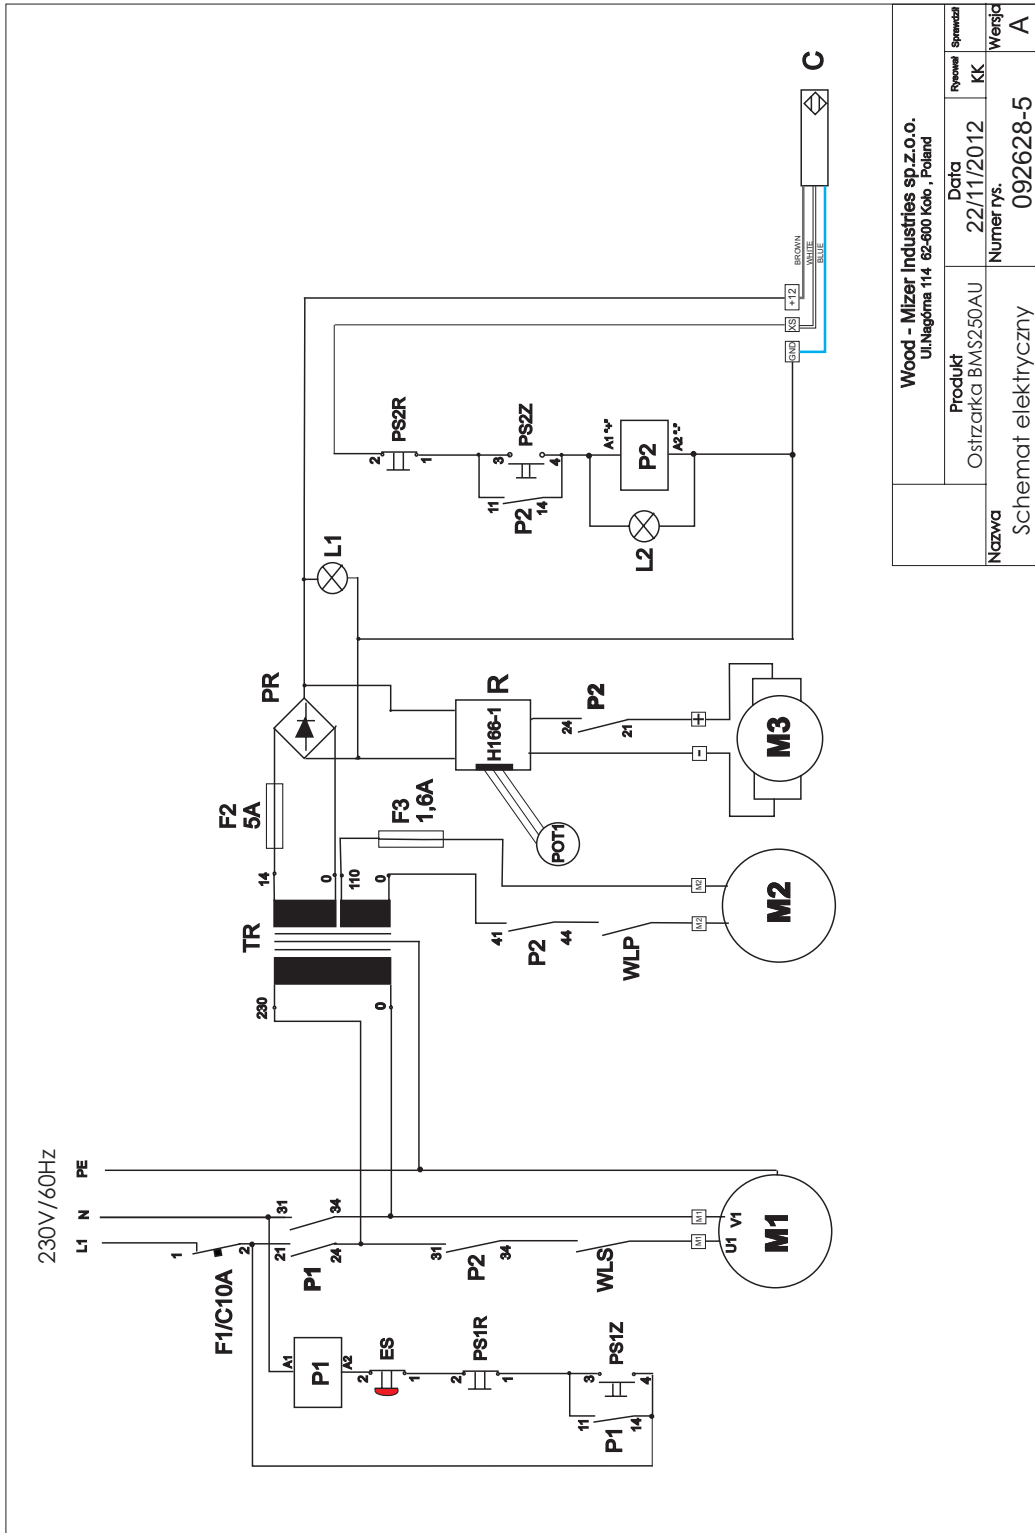 230V/60Hz
L1 N PE
1
F1/C10A
2
21
P1
24
31
34
A1
P1
A2
2
ES
1
2
PS1R
1
3
PS1Z
4
11
P1
14
31
P2
34
WLS
M1
M1
U1 V1
M1
TR
230
0
14
0
110
0
F2
5A
F3
1,6A
PR
L1
41
P2
44
WLP
M2
M2
M2
POT1
H166-1
R
24
P2
21
-
+
M3
2
PS2R
1
3
PS2Z
4
11
P2
14
A1 "+"
P2
A2 "-"
L2
GND
XS
+12
BROWN
WHITE
BLUE
C
Wood - Mizer Industries sp.z.o.o.
Ul.Nagórna 114 62-600 Koło , Poland
Produkt
Ostrzarka BMS250AU
Data
22/11/2012
Rysował
KK
Sprawdził
Nazwa
Schemat elektryczny
Numer rys.
092628-5
Wersja
A